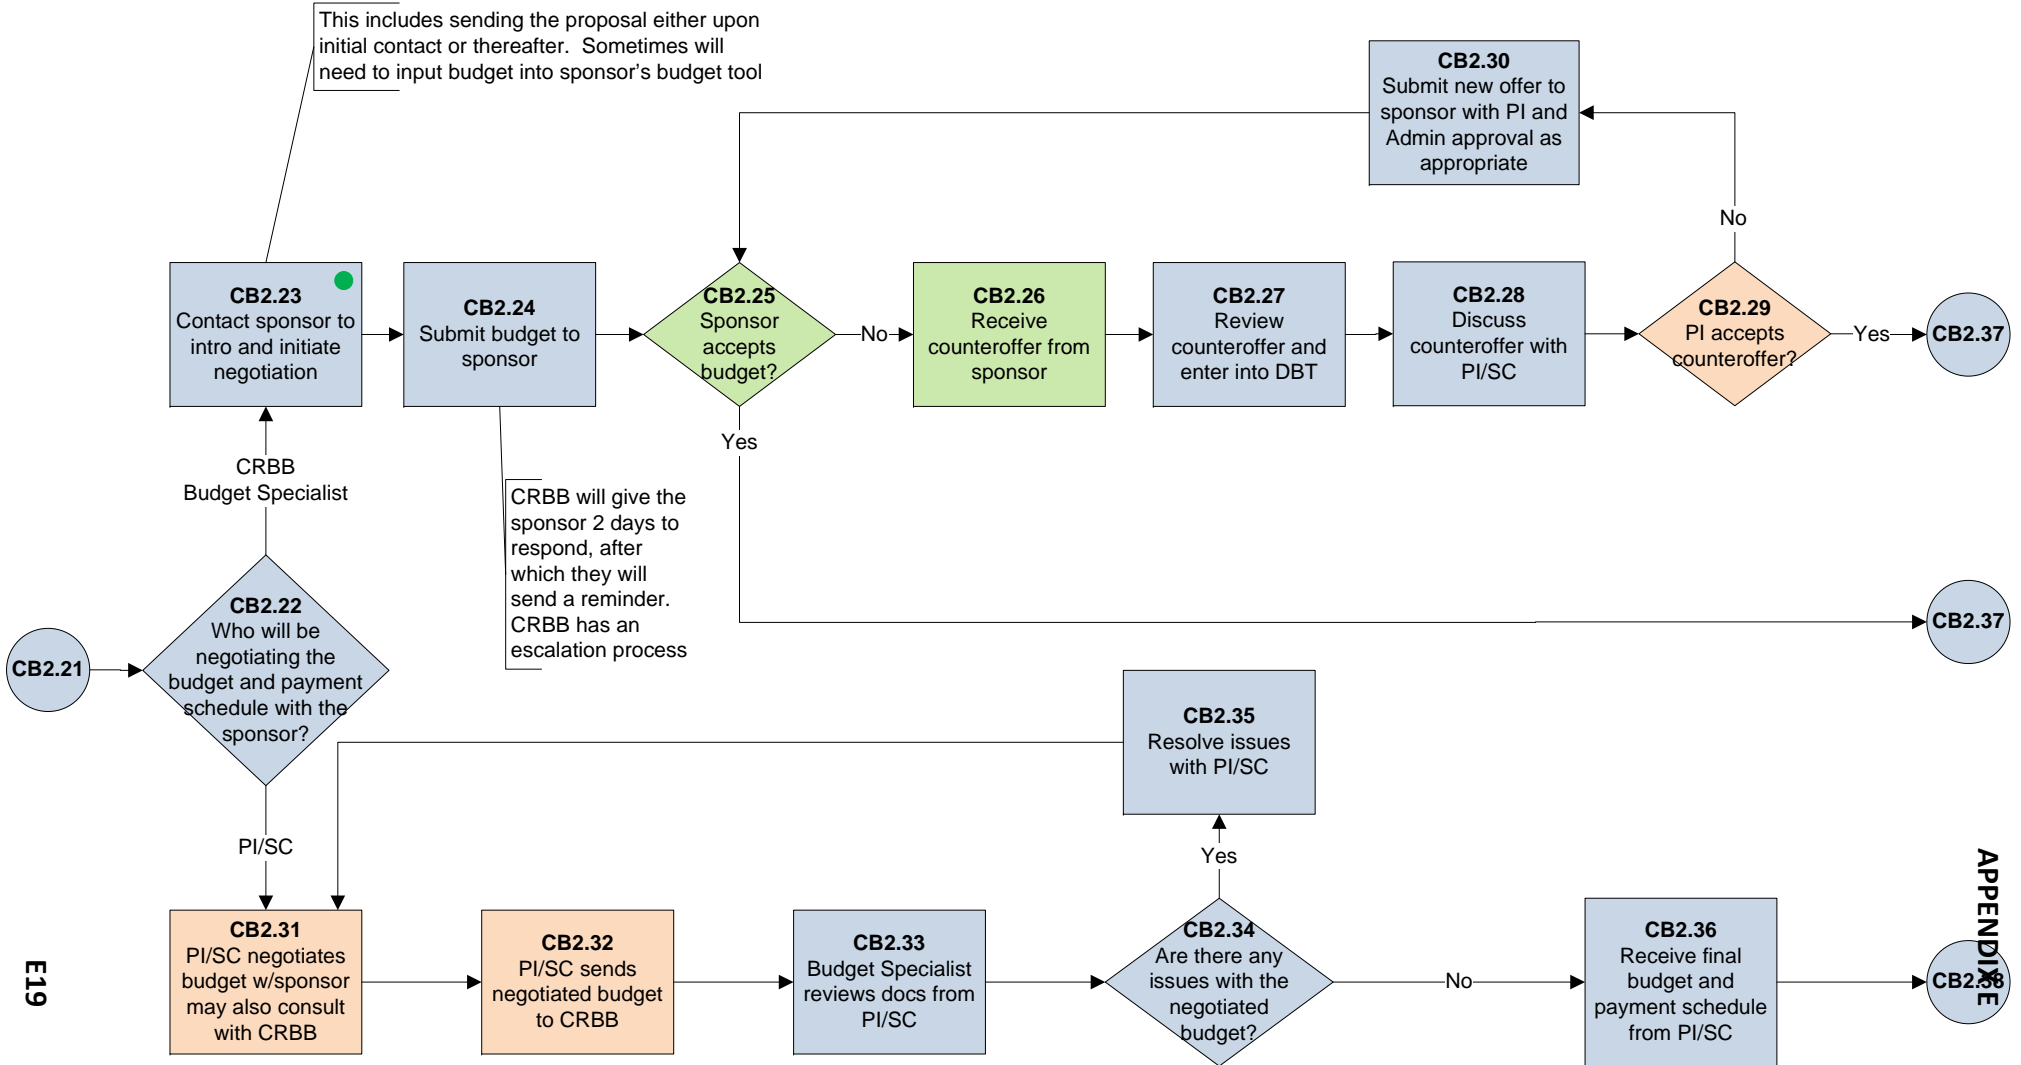 This includes sending the proposal either upon
initial contact or thereafter.  Sometimes will
need to input budget into sponsor's budget tool
CB2.30
Submit new offer to
sponsor with PI and
Admin approval as
appropriate
No
CB2.23
Contact sponsor to
intro and initiate
negotiation
CB2.24
Submit budget to
sponsor
CB2.25
Sponsor
accepts
budget?
No
CB2.26
Receive
counteroffer from
sponsor
CB2.27
Review
counteroffer and
enter into DBT
CB2.28
Discuss
counteroffer with
PI/SC
CB2.29
PI accepts
counteroffer?
Yes
CB2.37
Yes
CRBB
Budget Specialist
CRBB will give the
sponsor 2 days to
respond, after
which they will
send a reminder.
CRBB has an
escalation process
CB2.37
CB2.21
CB2.22
Who will be
negotiating the
budget and payment
schedule with the
sponsor?
CB2.35
Resolve issues
with PI/SC
PI/SC
Yes
CB2.31
PI/SC negotiates
budget w/sponsor
may also consult
with CRBB
CB2.32
PI/SC sends
negotiated budget
to CRBB
CB2.33
Budget Specialist
reviews docs from
PI/SC
CB2.34
Are there any
issues with the
negotiated
budget?
No
CB2.36
Receive final
budget and
payment schedule
from PI/SC
CB2.38
APPENDIX E
E19